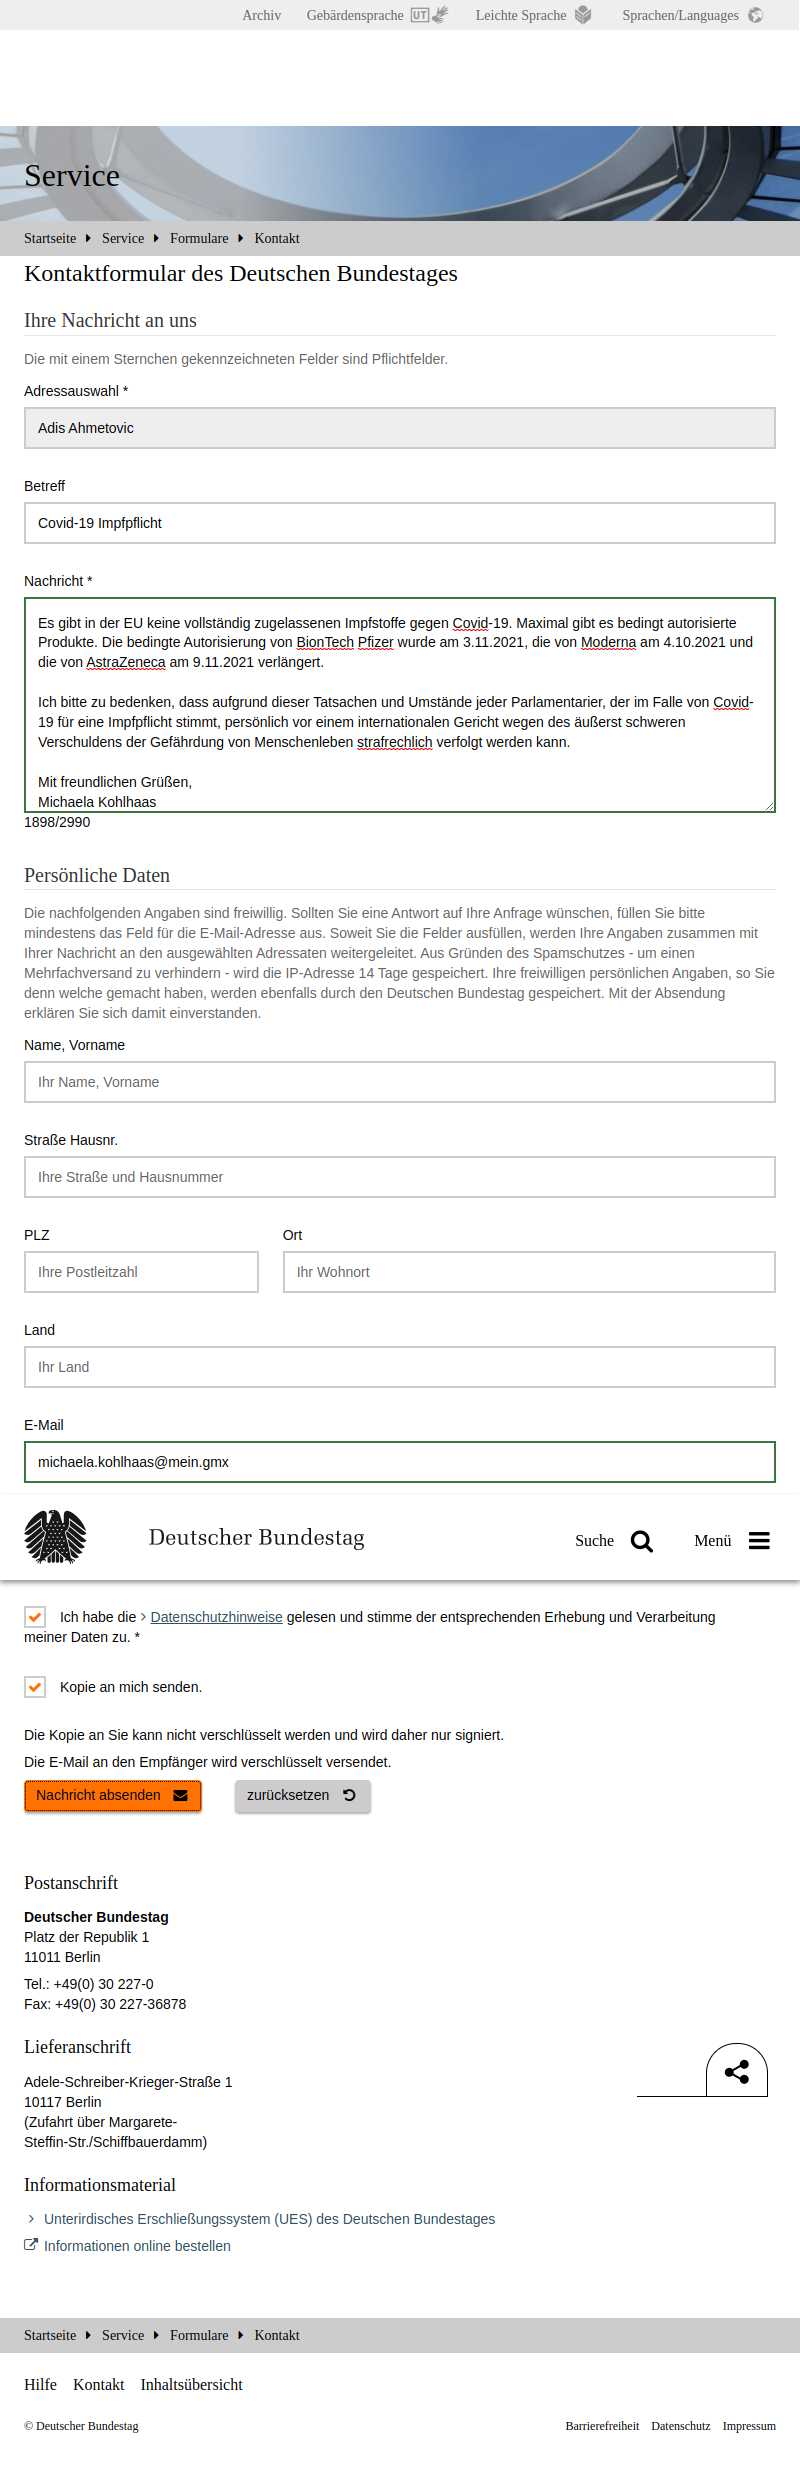 Archiv Gebärdensprache UT Leichte Sprache Sprachen/Languages
Service
Startseite Service Formulare Kontakt
Kontaktformular des Deutschen Bundestages
Ihre Nachricht an uns
Die mit einem Sternchen gekennzeichneten Felder sind Pflichtfelder.
Adressauswahl *
Adis Ahmetovic
Betreff
Covid-19 Impfpflicht
Nachricht *
Es gibt in der EU keine vollständig zugelassenen Impfstoffe gegen Covid-19. Maximal gibt es bedingt autorisierte
Produkte. Die bedingte Autorisierung von BionTech Pfizer wurde am 3.11.2021, die von Moderna am 4.10.2021 und
die von AstraZeneca am 9.11.2021 verlängert.
Ich bitte zu bedenken, dass aufgrund dieser Tatsachen und Umstände jeder Parlamentarier, der im Falle von Covid-
19 für eine Impfpflicht stimmt, persönlich vor einem internationalen Gericht wegen des äußerst schweren
Verschuldens der Gefährdung von Menschenleben strafrechlich verfolgt werden kann.
Mit freundlichen Grüßen,
Michaela Kohlhaas
1898/2990
Persönliche Daten
Die nachfolgenden Angaben sind freiwillig. Sollten Sie eine Antwort auf Ihre Anfrage wünschen, füllen Sie bitte
mindestens das Feld für die E-Mail-Adresse aus. Soweit Sie die Felder ausfüllen, werden Ihre Angaben zusammen mit
Ihrer Nachricht an den ausgewählten Adressaten weitergeleitet. Aus Gründen des Spamschutzes - um einen
Mehrfachversand zu verhindern - wird die IP-Adresse 14 Tage gespeichert. Ihre freiwilligen persönlichen Angaben, so Sie
denn welche gemacht haben, werden ebenfalls durch den Deutschen Bundestag gespeichert. Mit der Absendung
erklären Sie sich damit einverstanden.
Name, Vorname
Ihr Name, Vorname
Straße Hausnr.
Ihre Straße und Hausnummer
PLZ Ort
Ihre Postleitzahl Ihr Wohnort
Land
Ihr Land
E-Mail
michaela.kohlhaas@mein.gmx
Deutscher Bundestag Suche Menü
Ich habe die Datenschutzhinweise gelesen und stimme der entsprechenden Erhebung und Verarbeitung
meiner Daten zu. *
Kopie an mich senden.
Die Kopie an Sie kann nicht verschlüsselt werden und wird daher nur signiert.
Die E-Mail an den Empfänger wird verschlüsselt versendet.
Nachricht absenden zurücksetzen
Postanschrift
Deutscher Bundestag
Platz der Republik 1
11011 Berlin
Tel.: +49(0) 30 227-0
Fax: +49(0) 30 227-36878
Lieferanschrift
Adele-Schreiber-Krieger-Straße 1
10117 Berlin
(Zufahrt über Margarete-
Steffin-Str./Schiffbauerdamm)
Informationsmaterial
Unterirdisches Erschließungssystem (UES) des Deutschen Bundestages
Informationen online bestellen
Startseite Service Formulare Kontakt
Hilfe Kontakt Inhaltsübersicht
© Deutscher Bundestag Barrierefreiheit Datenschutz Impressum